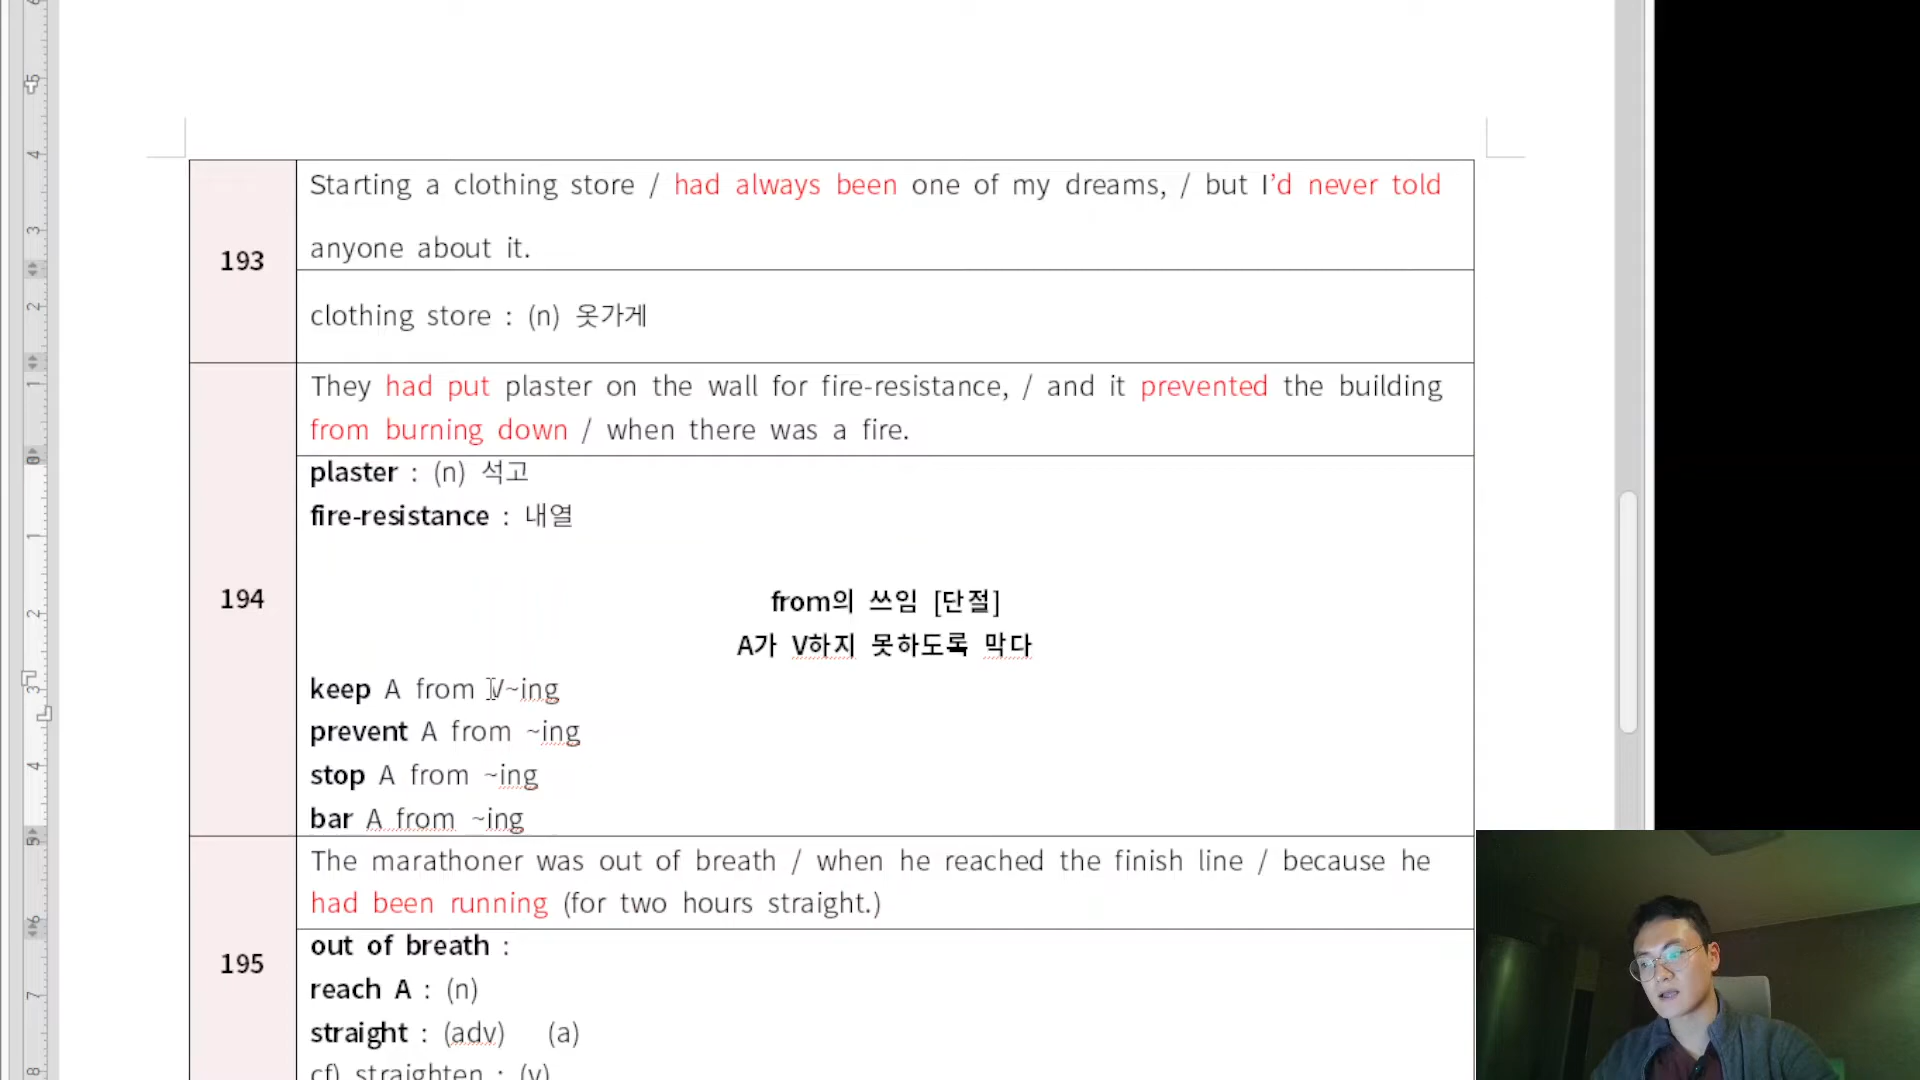 193
Starting a clothing store / had always been one of my dreams, / but I’d never told
anyone about it.
clothing store : (n) 옷가게
194
They had put plaster on the wall for fire-resistance, / and it prevented the building
from burning down / when there was a fire.
plaster : (n) 석고
fire-resistance : 내열
from의 쓰임 [단절]
A가 V하지 못하도록 막다
keep A from V~ing
prevent A from ~ing
stop A from ~ing
bar A from ~ing
195
The marathoner was out of breath / when he reached the finish line / because he
had been running (for two hours straight.)
out of breath :
reach A : (n)
straight : (adv) (a)
cf) straighten : (v)